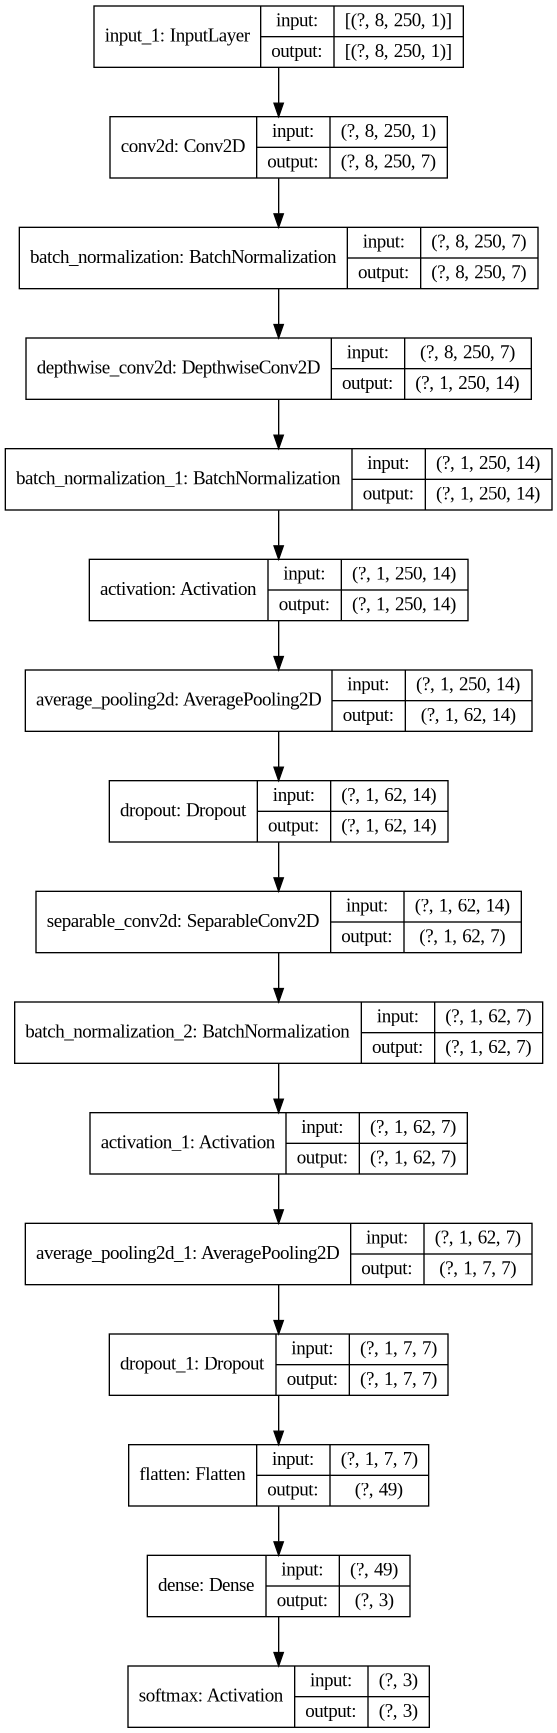 input_1: InputLayer
input: [(?, 8, 250, 1)]
output: [(?, 8, 250, 1)]
conv2d: Conv2D
input: (?, 8, 250, 1)
output: (?, 8, 250, 7)
batch_normalization: BatchNormalization
input: (?, 8, 250, 7)
output: (?, 8, 250, 7)
depthwise_conv2d: DepthwiseConv2D
input: (?, 8, 250, 7)
output: (?, 1, 250, 14)
batch_normalization_1: BatchNormalization
input: (?, 1, 250, 14)
output: (?, 1, 250, 14)
activation: Activation
input: (?, 1, 250, 14)
output: (?, 1, 250, 14)
average_pooling2d: AveragePooling2D
input: (?, 1, 250, 14)
output: (?, 1, 62, 14)
dropout: Dropout
input: (?, 1, 62, 14)
output: (?, 1, 62, 14)
separable_conv2d: SeparableConv2D
input: (?, 1, 62, 14)
output: (?, 1, 62, 7)
batch_normalization_2: BatchNormalization
input: (?, 1, 62, 7)
output: (?, 1, 62, 7)
activation_1: Activation
input: (?, 1, 62, 7)
output: (?, 1, 62, 7)
average_pooling2d_1: AveragePooling2D
input: (?, 1, 62, 7)
output: (?, 1, 7, 7)
dropout_1: Dropout
input: (?, 1, 7, 7)
output: (?, 1, 7, 7)
flatten: Flatten
input: (?, 1, 7, 7)
output: (?, 49)
dense: Dense
input: (?, 49)
output: (?, 3)
softmax: Activation
input: (?, 3)
output: (?, 3)